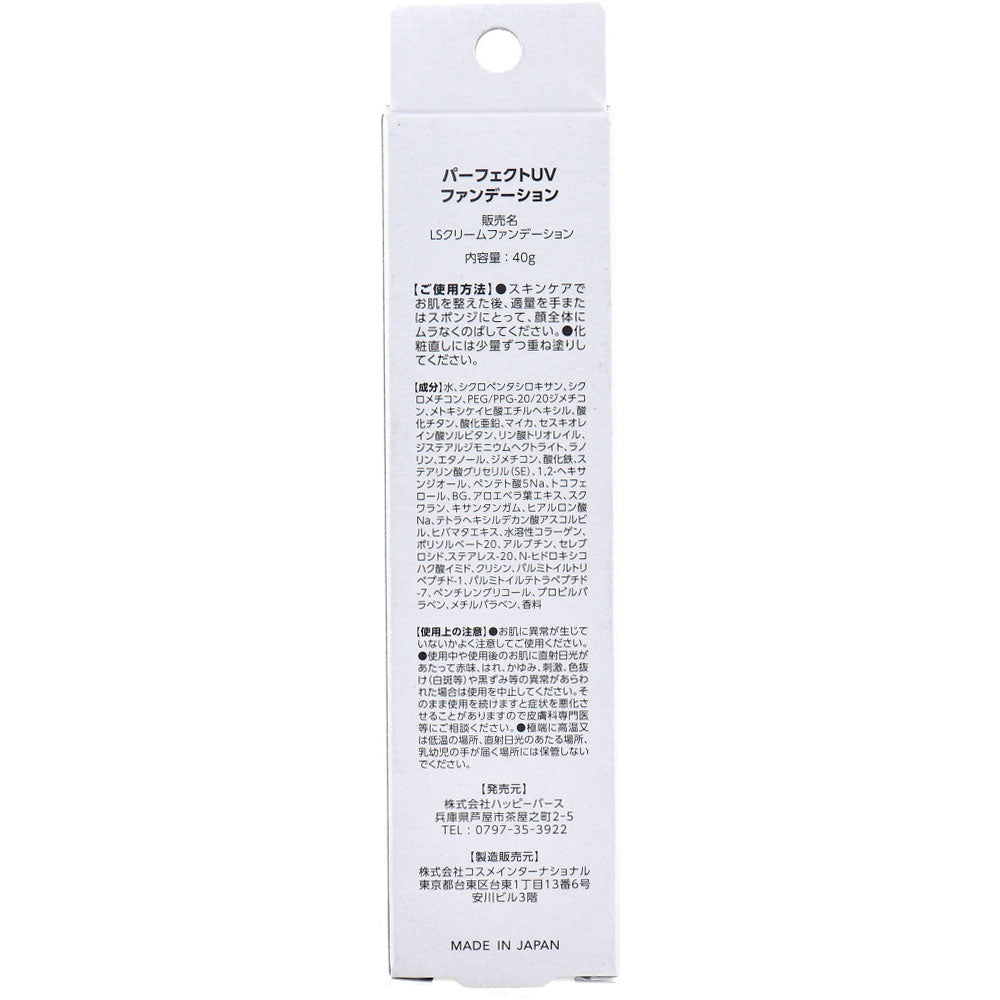 パーフェクトUV
ファンデーション
販売名
LSクリームファンデーション
内容量：40g
【ご使用方法】●スキンケアで
お肌を整えた後、適量を手また
はスポンジにとって、顔全体に
ムラなくのばしてください。●化
粧直しには少量ずつ重ね塗りし
てください。
【成分】水、シクロペンタシロキサン、シク
ロメチコン、PEG/PPG-20/20ジメチコ
ン、メトキシケイヒ酸エチルヘキシル、酸
化チタン、酸化亜鉛、マイカ、セスキオレ
イン酸ソルビタン、リン酸トリオレイル、
ジステアルジモニウムヘクトライト、ラノ
リン、エタノール、ジメチコン、酸化鉄、ス
テアリン酸グリセリル(SE)、1,2-ヘキサ
ンジオール、ペンテト酸5Na、トコフェ
ロール、BG、アロエベラ葉エキス、スク
ワラン、キサンタンガム、ヒアルロン酸
Na、テトラヘキシルデカン酸アスコルビ
ル、ヒバマタエキス、水溶性コラーゲン、
ポリソルベート20、アルブチン、セレブ
ロシド、ステアレス-20、N-ヒドロキシコ
ハク酸イミド、クリシン、パルミトイルトリ
ペプチド-1、パルミトイルテトラペプチド
-7、ペンチレングリコール、プロピルパ
ラベン、メチルパラベン、香料
【使用上の注意】●お肌に異常が生じて
いないかよく注意してご使用ください。
●使用中や使用後のお肌に直射日光が
あたって赤味、はれ、かゆみ、刺激、色抜
け(白斑等)や黒ずみ等の異常があらわ
れた場合は使用を中止してください。そ
のまま使用を続けますと症状を悪化さ
せることがありますので皮膚科専門医
等にご相談ください。●極端に高温又
は低温の場所、直射日光のあたる場所、
乳幼児の手が届く場所には保管しない
でください。
【発売元】
株式会社ハッピーバース
兵庫県芦屋市茶屋之町2-5
TEL：0797-35-3922
【製造販売元】
株式会社コスメインターナショナル
東京都台東区台東1丁目13番6号
安川ビル3階
MADE IN JAPAN